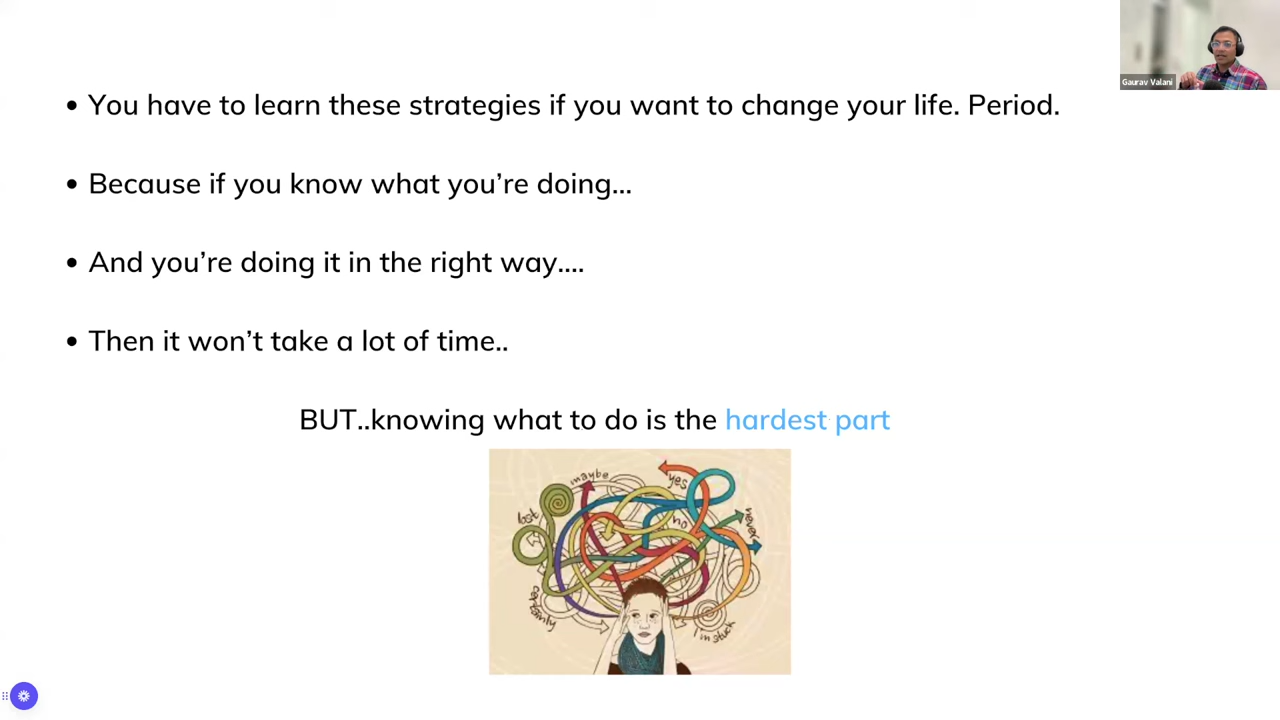 Gaurav Valani
• You have to learn these strategies if you want to change your life. Period.
• Because if you know what you’re doing...
• And you’re doing it in the right way....
• Then it won’t take a lot of time..
BUT..knowing what to do is the hardest part
maybe
yes
lost
no
never
certainly
I'm stuck